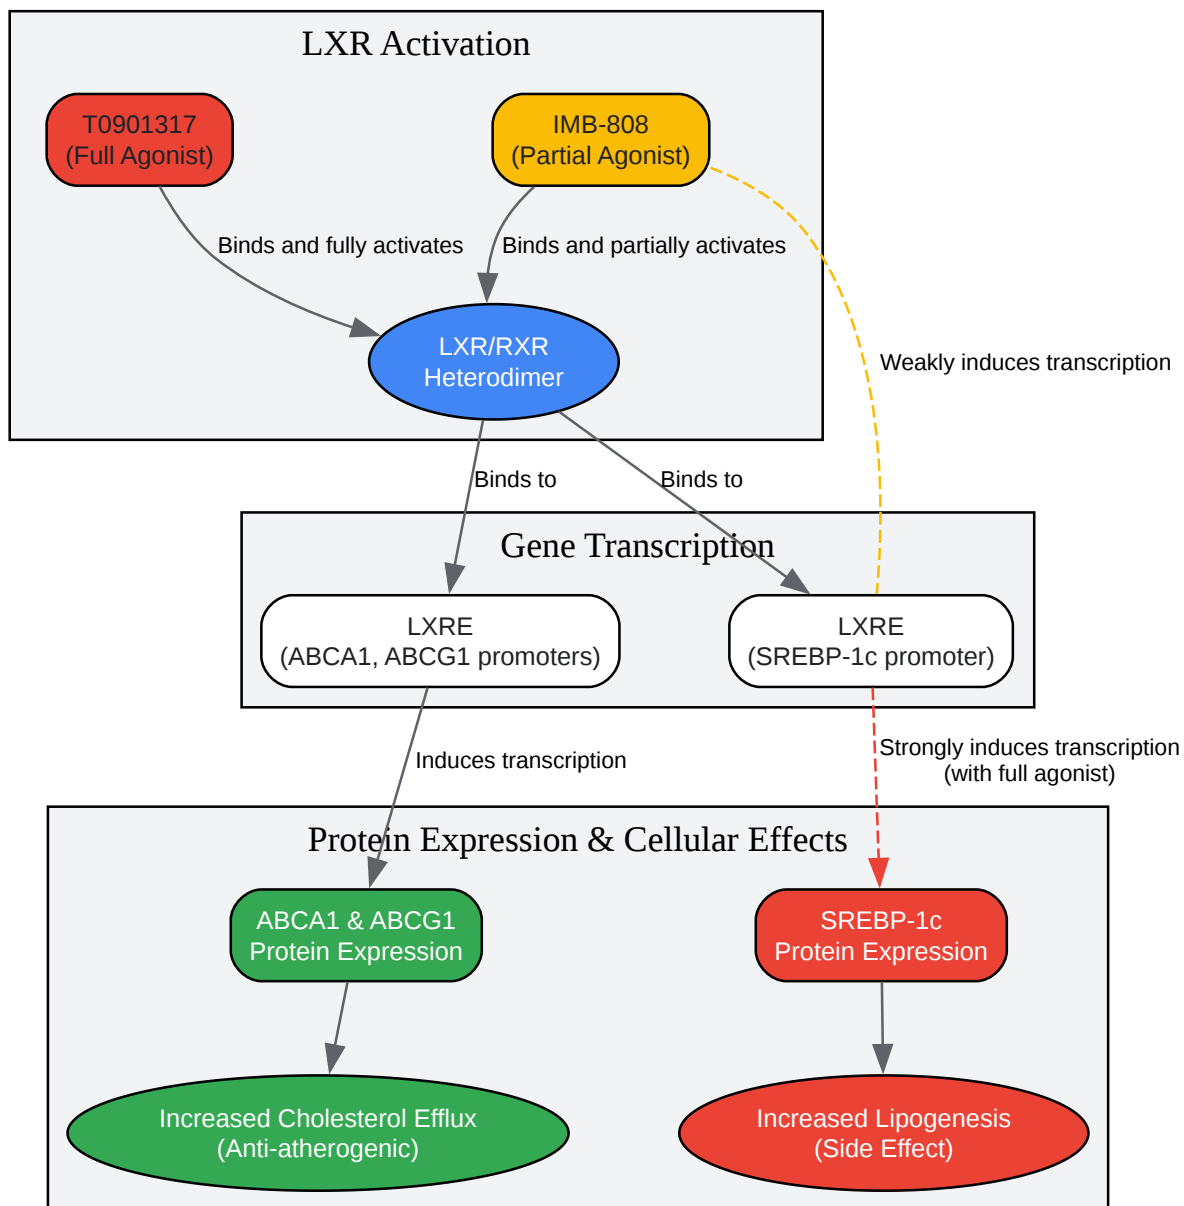 LXR Activation
T0901317
(Full Agonist)
IMB-808
(Partial Agonist)
Binds and fully activates
Binds and partially activates
LXR/RXR
Heterodimer
Weakly induces transcription
Binds to
Binds to
Gene Transcription
LXRE
(ABCA1, ABCG1 promoters)
LXRE
(SREBP-1c promoter)
Induces transcription
Strongly induces transcription
(with full agonist)
Protein Expression & Cellular Effects
ABCA1 & ABCG1
Protein Expression
SREBP-1c
Protein Expression
Increased Cholesterol Efflux
(Anti-atherogenic)
Increased Lipogenesis
(Side Effect)